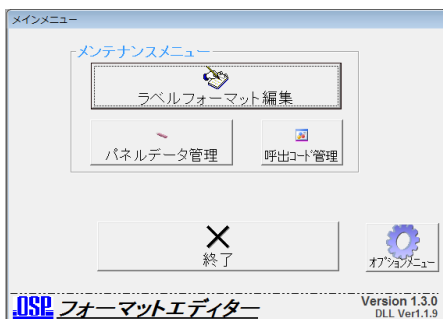 メインメニュー
メンテナンスメニュー
ラベルフォーマット編集
パネルデータ管理
呼出ｺｰﾄﾞ管理
終了
ｵﾌﾟｼｮﾝﾒﾆｭｰ
.OSP フォーマットエディター
Version 1.3.0
DLL Ver1.1.9